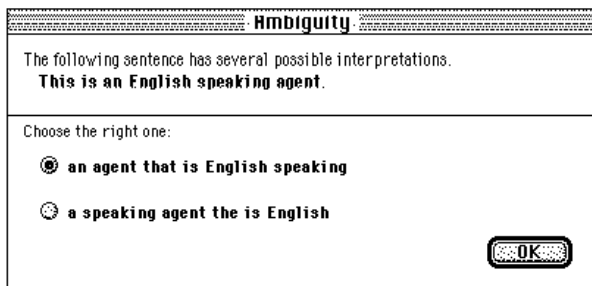 Ambiguity
The following sentence has several possible interpretations.
This is an English speaking agent.
Choose the right one:
an agent that is English speaking
a speaking agent the is English
OK